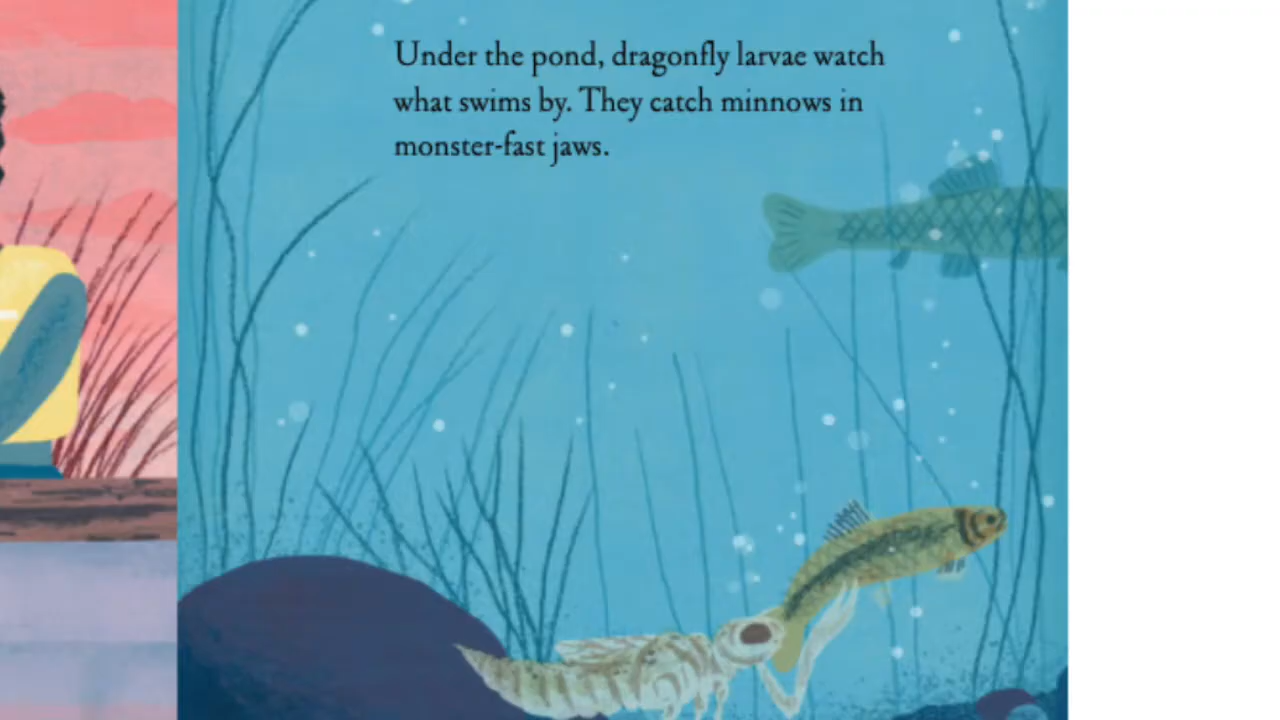 Under the pond, dragonfly larvae watch
what swims by. They catch minnows in
monster-fast jaws.